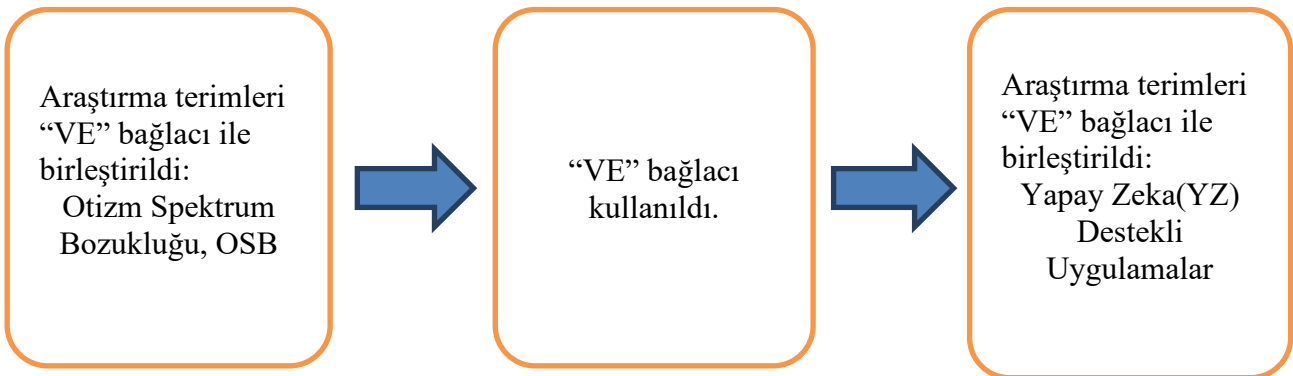 Araştırma terimleri
“VE” bağlacı ile
birleştirildi:
Otizm Spektrum
Bozukluğu, OSB
“VE” bağlacı
kullanıldı.
Araştırma terimleri
“VE” bağlacı ile
birleştirildi:
Yapay Zeka(YZ)
Destekli
Uygulamalar